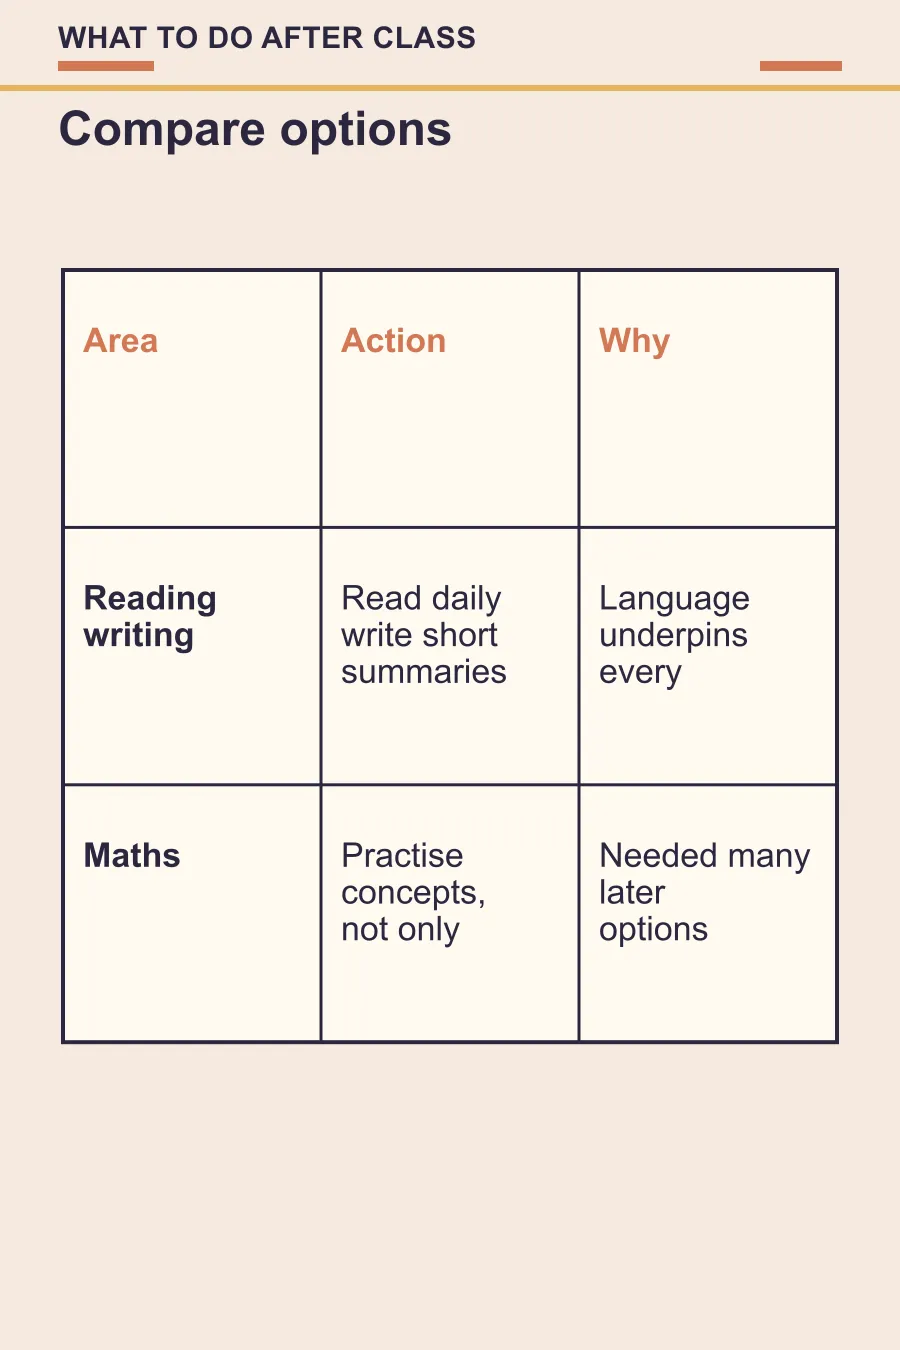 WHAT TO DO AFTER CLASS
Compare options
Area
Action
Why
Reading
writing
Read daily
write short
summaries
Language
underpins
every
Maths
Practise
concepts,
not only
Needed many
later
options